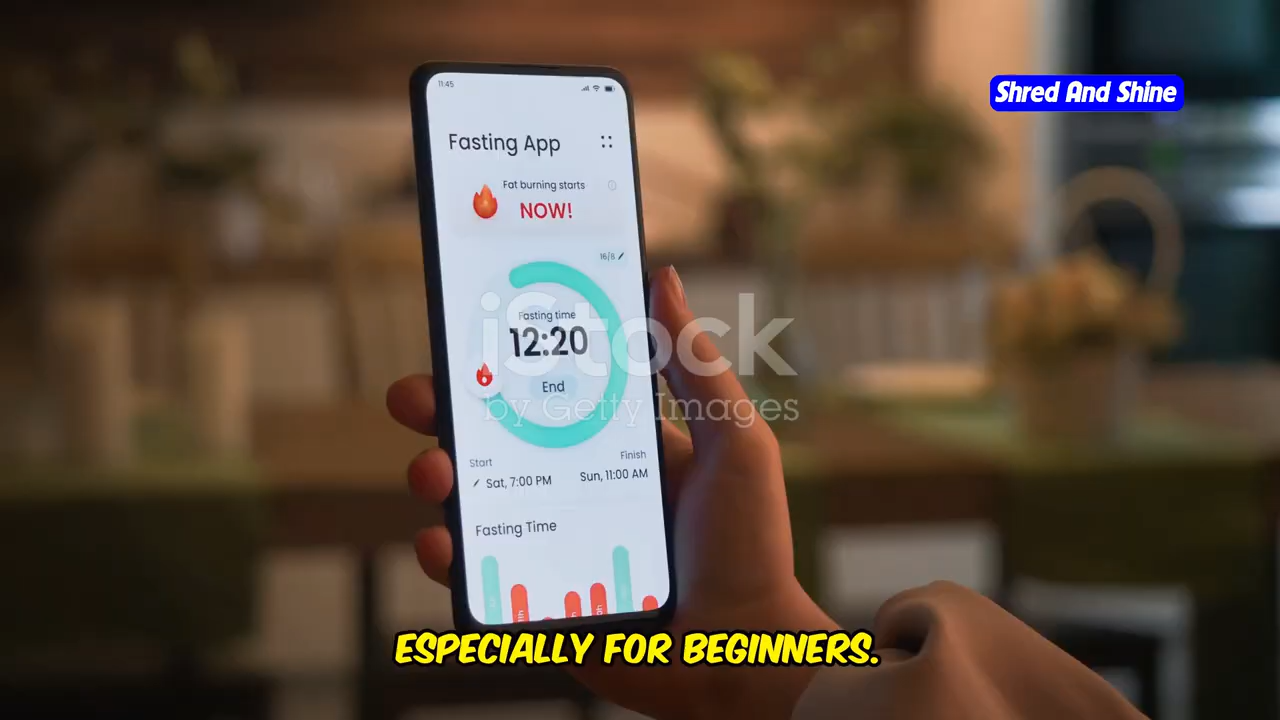 Shred And Shine
11:45
Fasting App
Fat burning starts
NOW!
16/8
Fasting time
12:20
End
iStock
by Getty Images
Start
Finish
Sat, 7:00 PM
Sun, 11:00 AM
Fasting Time
ESPECIALLY FOR BEGINNERS.